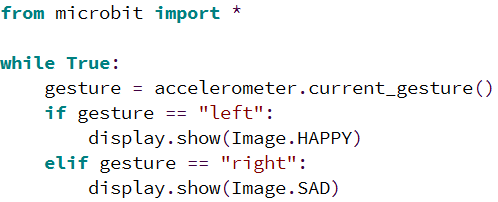 from microbit import *

while True:
    gesture = accelerometer.current_gesture()
    if gesture == "left":
        display.show(Image.HAPPY)
    elif gesture == "right":
        display.show(Image.SAD)